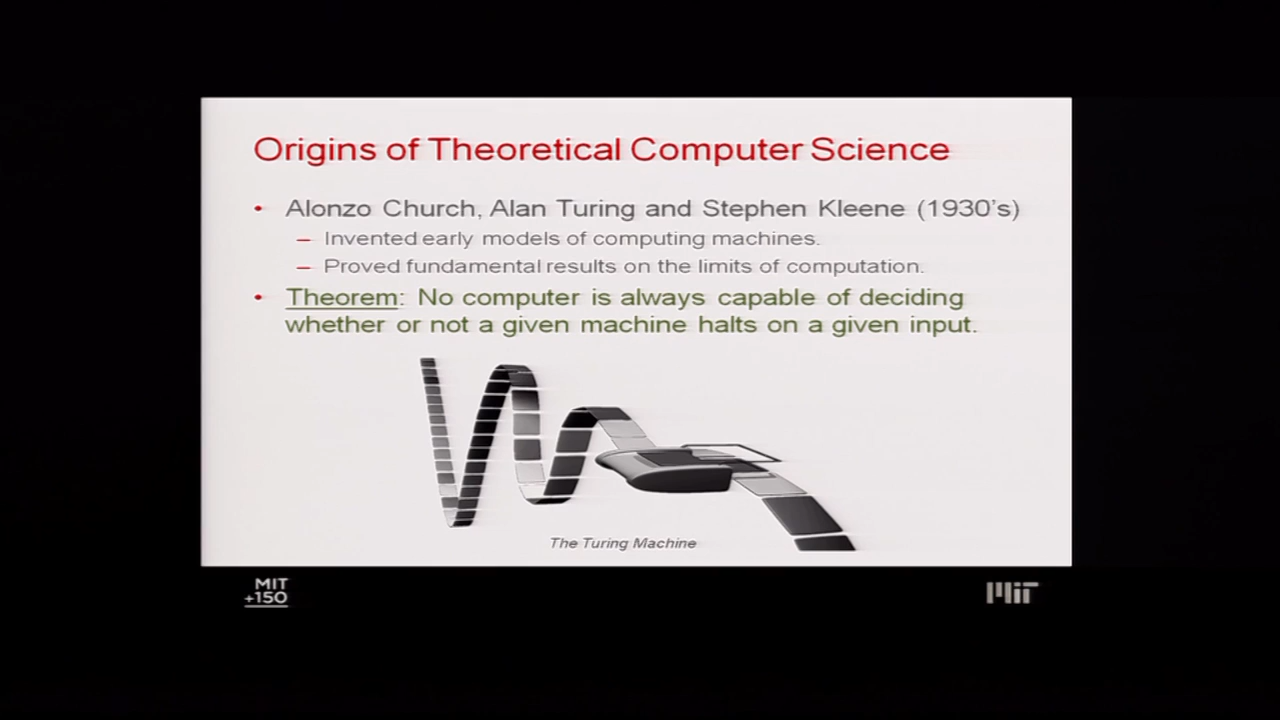 Origins of Theoretical Computer Science
• Alonzo Church, Alan Turing and Stephen Kleene (1930's)
– Invented early models of computing machines.
– Proved fundamental results on the limits of computation.
• Theorem: No computer is always capable of deciding
whether or not a given machine halts on a given input.
The Turing Machine
MIT
+150
MIT